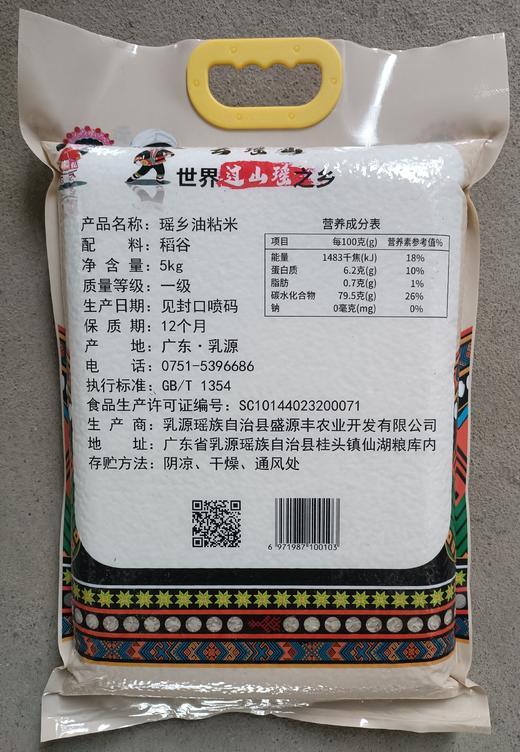 世界过山瑶之乡
产品名称：瑶乡油粘米
配　　料：稻谷
净 含 量：5kg
质量等级：一级
生产日期：见封口喷码
保 质 期：12个月
产　　地：广东·乳源
电　　话：0751-5396686
执行标准：GB/T 1354
食品生产许可证编号：SC10144023200071
生 产 商：乳源瑶族自治县盛源丰农业开发有限公司
地　　址：广东省乳源瑶族自治县桂头镇仙湖粮库内
存贮方法：阴凉、干燥、通风处
营养成分表
项目 每100克(g) 营养素参考值%
能量 1483千焦(kJ) 18%
蛋白质 6.2克(g) 10%
脂肪 0.7克(g) 1%
碳水化合物 79.5克(g) 26%
钠 0毫克(mg) 0%
6 971987 100103